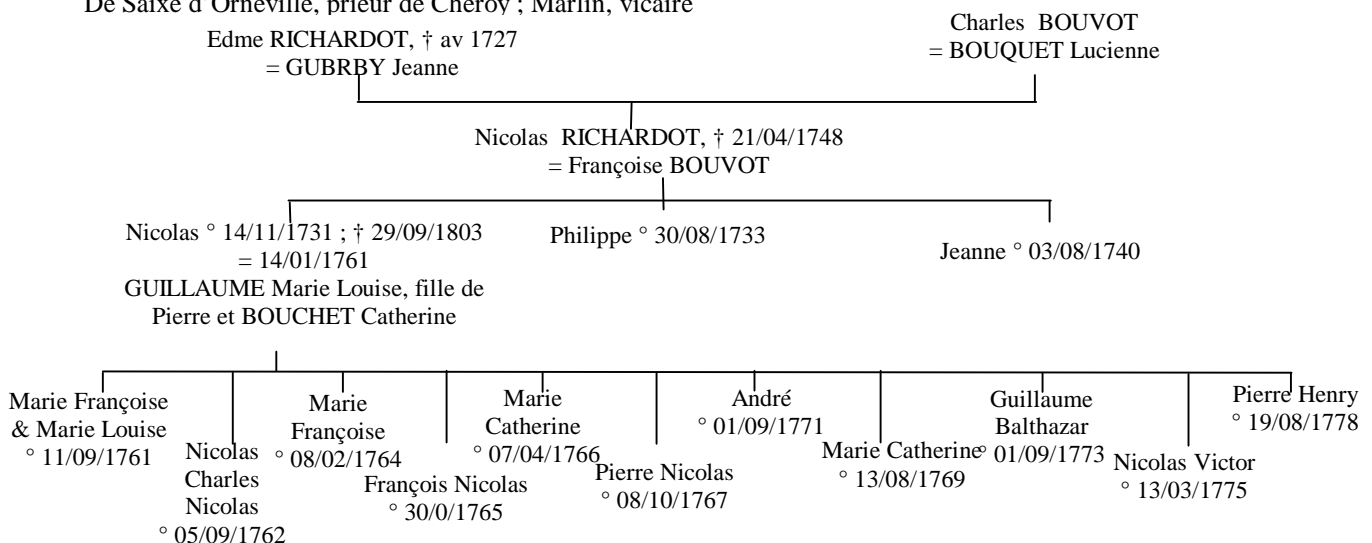 De Saixe d'Orneville, prieur de Chéroy ; Marlin, vicaire
Edme RICHARDOT, † av 1727
= GUBRBY Jeanne
Charles BOUVOT
= BOUQUET Lucienne
Nicolas RICHARDOT, † 21/04/1748
= Françoise BOUVOT
Nicolas ° 14/11/1731 ; † 29/09/1803
= 14/01/1761
GUILLAUME Marie Louise, fille de
Pierre et BOUCHET Catherine
Philippe ° 30/08/1733
Jeanne ° 03/08/1740
Marie Françoise
& Marie Louise
° 11/09/1761
Nicolas
Charles
Nicolas
° 05/09/1762
Marie
Françoise
° 08/02/1764
François Nicolas
° 30/0/1765
Marie
Catherine
° 07/04/1766
Pierre Nicolas
° 08/10/1767
André
° 01/09/1771
Marie Catherine
° 13/08/1769
Guillaume
Balthazar
° 01/09/1773
Nicolas Victor
° 13/03/1775
Pierre Henry
° 19/08/1778